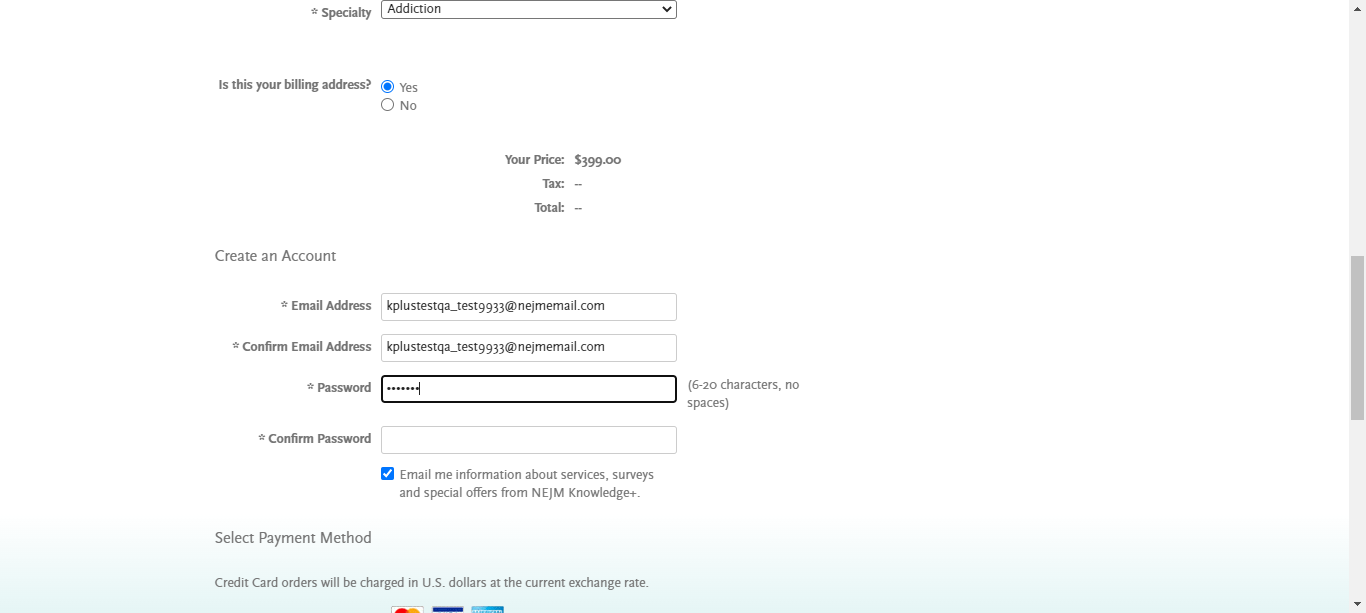 * Specialty Addiction
Is this your billing address? Yes
No
Your Price: $399.00
Tax: --
Total: --
Create an Account
* Email Address kplustestqa_test9933@nejmemail.com
* Confirm Email Address kplustestqa_test9933@nejmemail.com
* Password ••••••• (6-20 characters, no
spaces)
* Confirm Password
Email me information about services, surveys
and special offers from NEJM Knowledge+.
Select Payment Method
Credit Card orders will be charged in U.S. dollars at the current exchange rate.